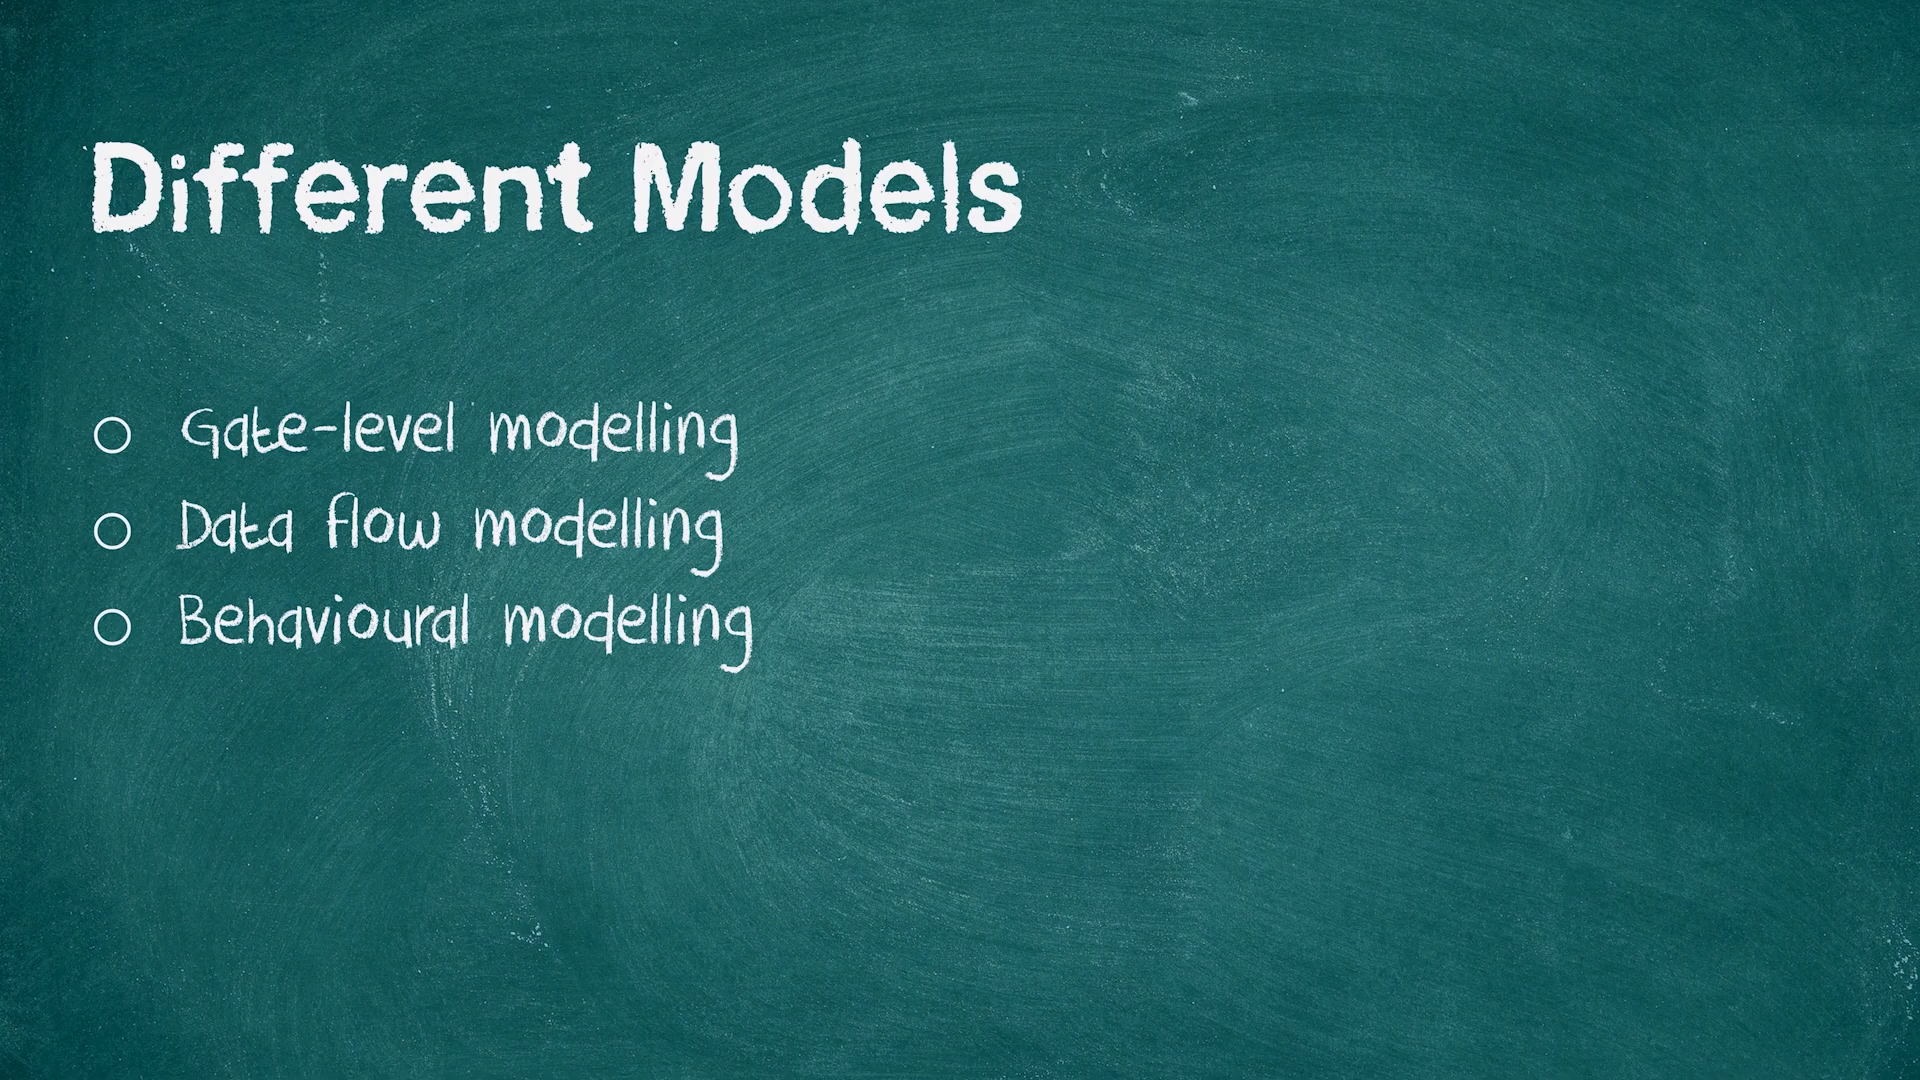 Different Models
Gate-level modelling
Data flow modelling
Behavioural modelling